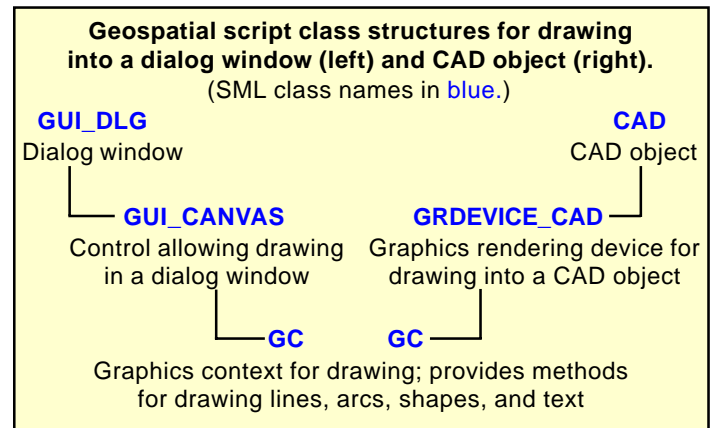 Geospatial script class structures for drawing
into a dialog window (left) and CAD object (right).
(SML class names in blue.)
GUI_DLG
Dialog window
CAD
CAD object
GUI_CANVAS
Control allowing drawing
in a dialog window
GRDEVICE_CAD
Graphics rendering device for
drawing into a CAD object
GC
GC
Graphics context for drawing; provides methods
for drawing lines, arcs, shapes, and text